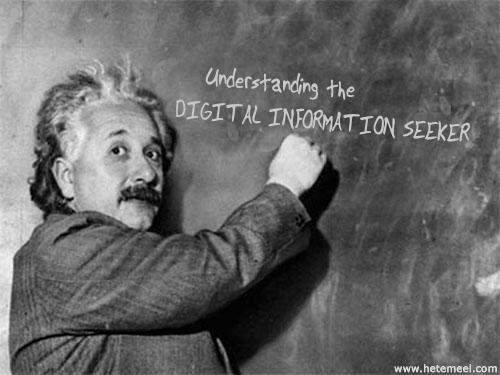 Understanding the
DIGITAL INFORMATION SEEKER
www.hetemeel.com